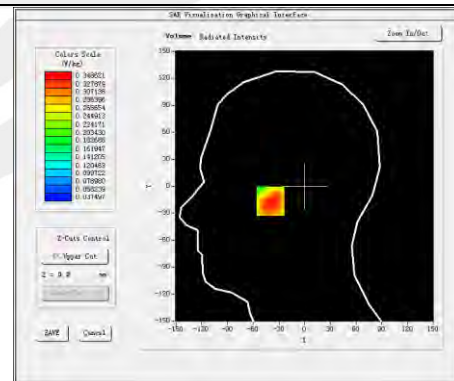 SAR Visualisation Graphical Interface
Volume Radiated Intensity
Zoom In/Out
Colors Scale
(W/kg)
0.348621
0.327879
0.307136
0.286396
0.265654
0.244913
0.224171
0.203430
0.182688
0.161947
0.141205
0.120463
0.099722
0.078980
0.058239
0.037497
Z-Cuts Control
Upper Cut
Z = 0.0 mm
SAVE
Cancel
150
120
90
60
30
0
-30
-60
-90
-120
-150
Y
-150 -120 -90 -60 -30 0 30 60 90 120 150
X